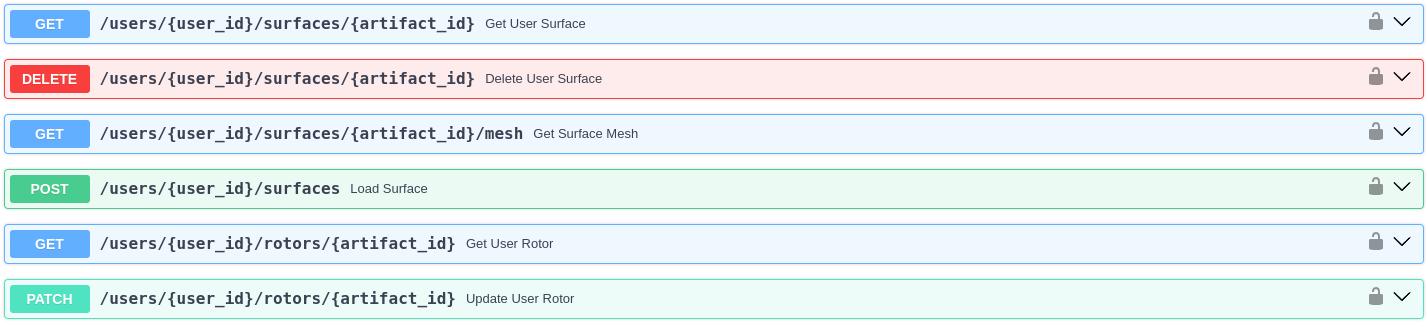 GET /users/{user_id}/surfaces/{artifact_id} Get User Surface
DELETE /users/{user_id}/surfaces/{artifact_id} Delete User Surface
GET /users/{user_id}/surfaces/{artifact_id}/mesh Get Surface Mesh
POST /users/{user_id}/surfaces Load Surface
GET /users/{user_id}/rotors/{artifact_id} Get User Rotor
PATCH /users/{user_id}/rotors/{artifact_id} Update User Rotor